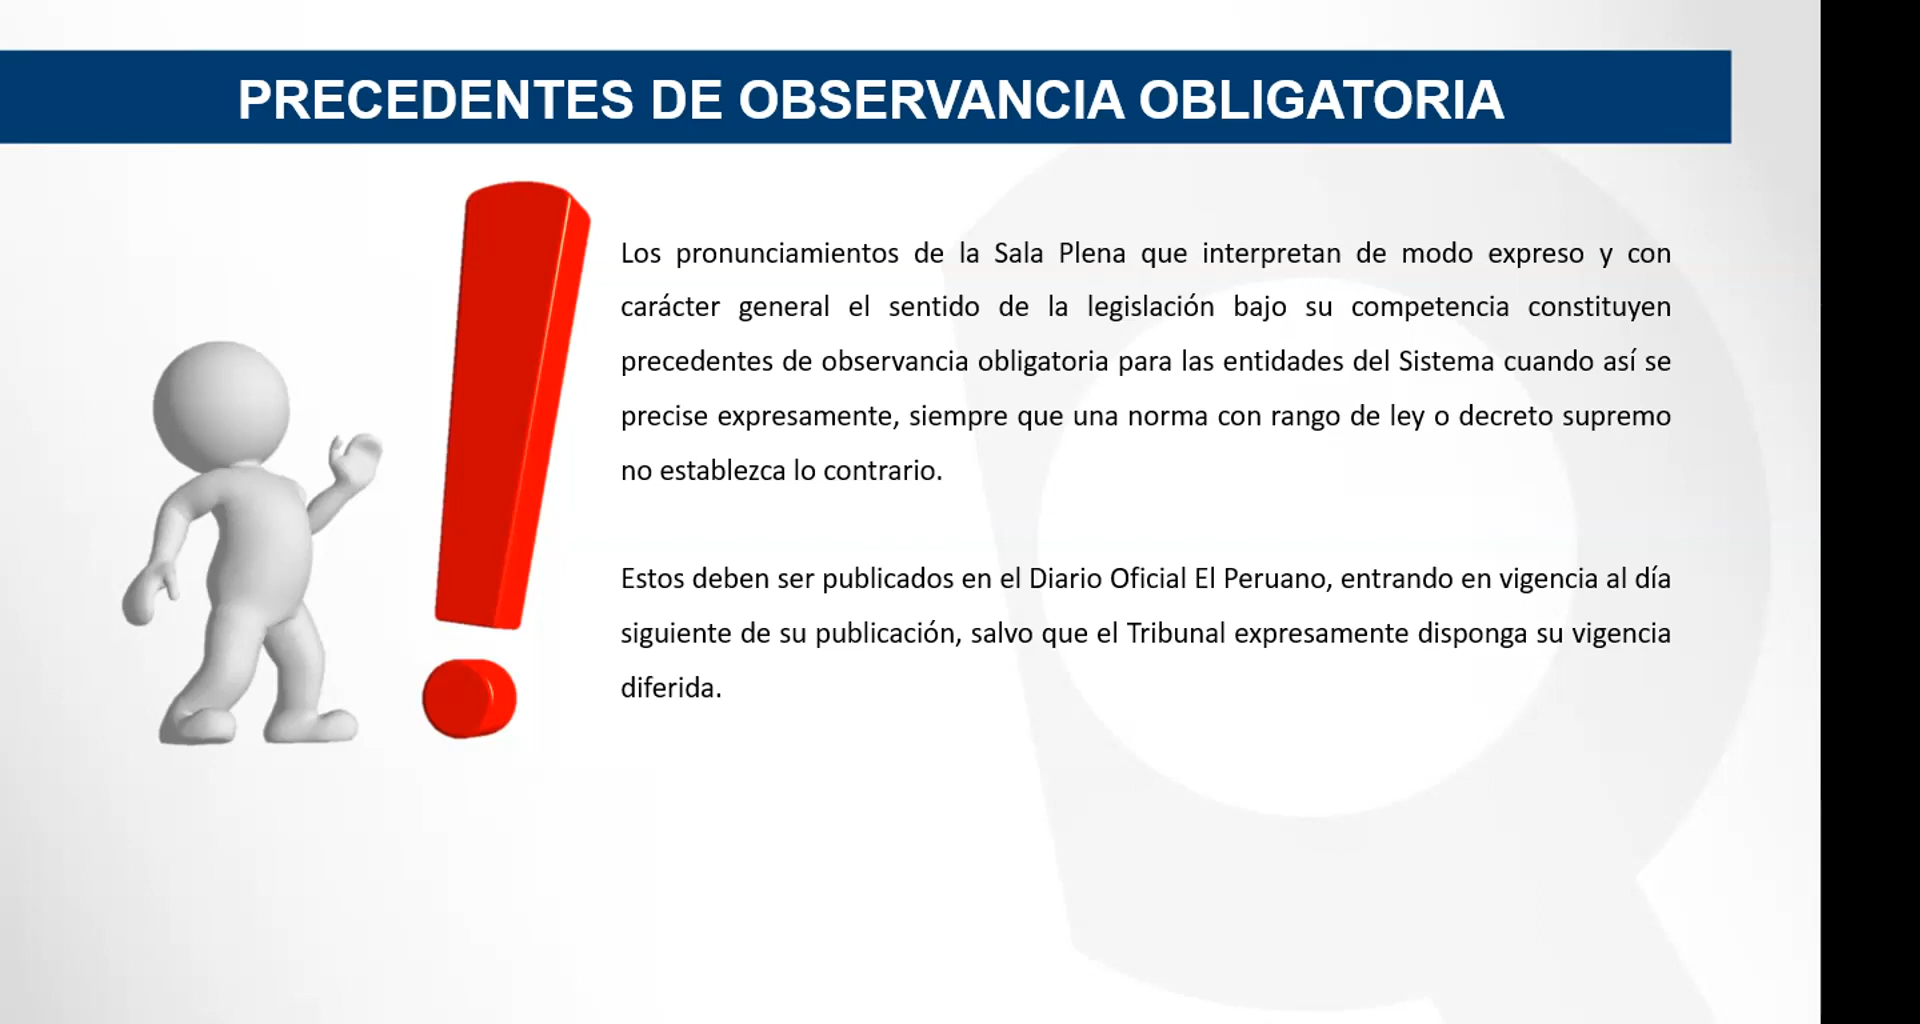 PRECEDENTES DE OBSERVANCIA OBLIGATORIA
Los pronunciamientos de la Sala Plena que interpretan de modo expreso y con
carácter general el sentido de la legislación bajo su competencia constituyen
precedentes de observancia obligatoria para las entidades del Sistema cuando así se
precise expresamente, siempre que una norma con rango de ley o decreto supremo
no establezca lo contrario.
Estos deben ser publicados en el Diario Oficial El Peruano, entrando en vigencia al día
siguiente de su publicación, salvo que el Tribunal expresamente disponga su vigencia
diferida.